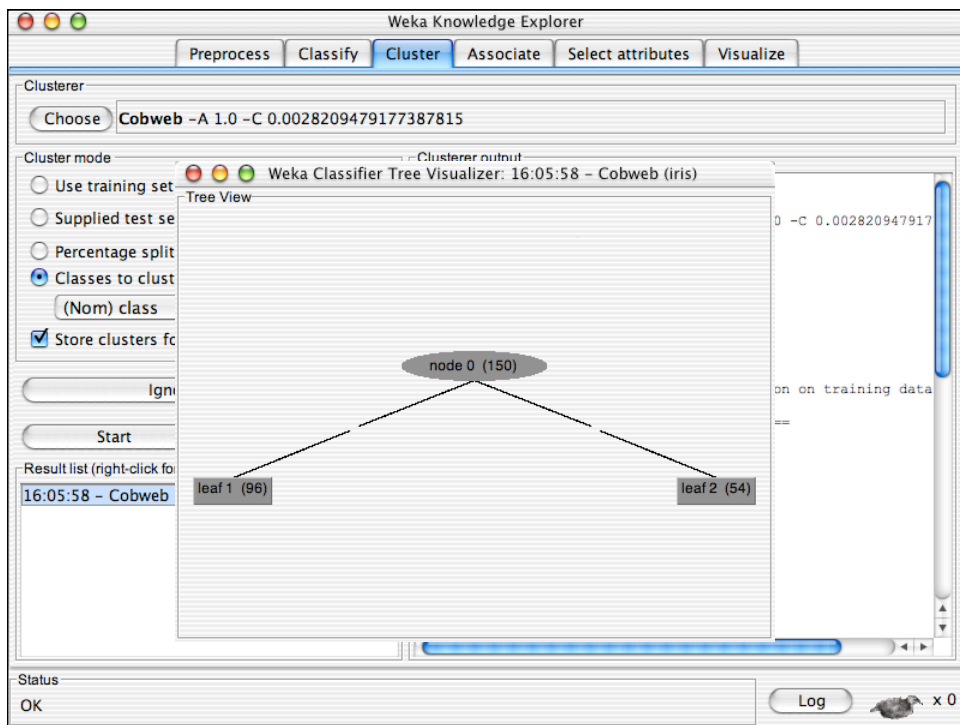 Weka Knowledge Explorer
Preprocess Classify Cluster Associate Select attributes Visualize
Clusterer
Choose Cobweb -A 1.0 -C 0.0028209479177387815
Cluster mode
Clusterer output
Weka Classifier Tree Visualizer: 16:05:58 - Cobweb (iris)
Use training set
Tree View
Supplied test se
0 -C 0.002820947917
Percentage split
Classes to clust
(Nom) class
Store clusters fo
node 0 (150)
Igno
on on training data
==
Start
Result list (right-click fo
16:05:58 - Cobweb
leaf 1 (96)
leaf 2 (54)
Status
OK
Log
x 0